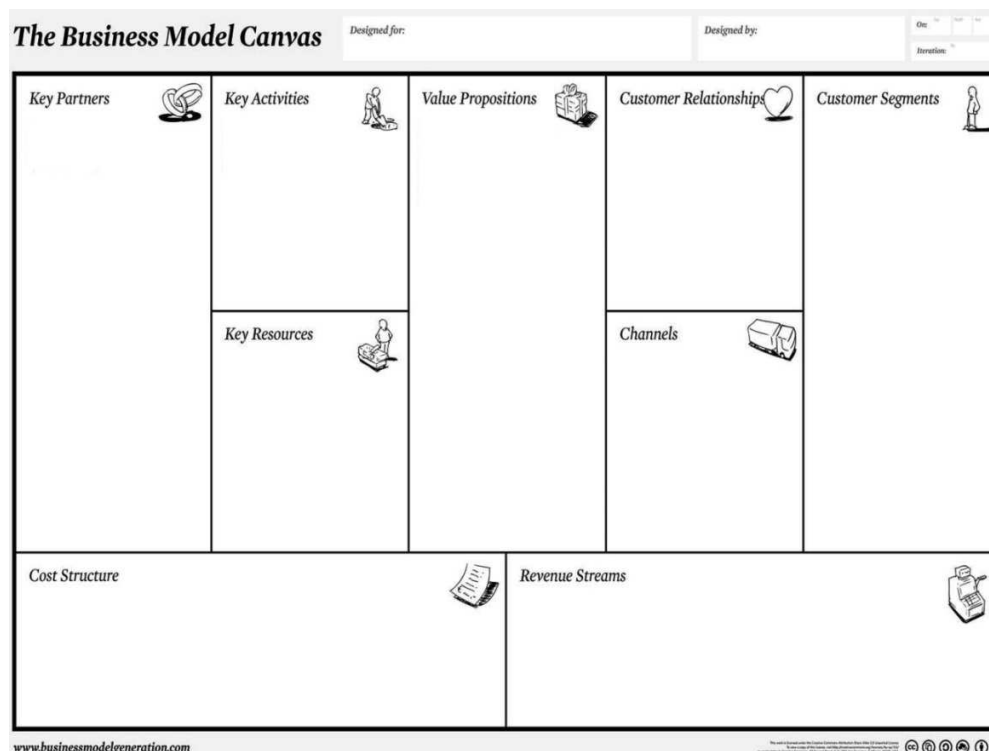 The Business Model Canvas
Designed for:
Designed by:
On:
Iteration:
Key Partners
Key Activities
Value Propositions
Customer Relationships
Customer Segments
Key Resources
Channels
Cost Structure
Revenue Streams
www.businessmodelgeneration.com